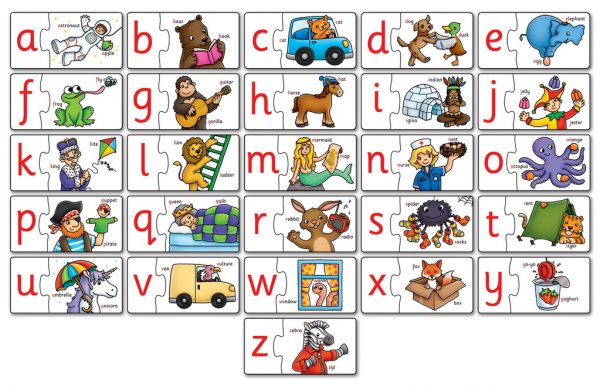 a
astronaut
apple
b
bear
book
c
cat
car
d
dog
duck
e
elephant
egg
f
fly
frog
g
guitar
gorilla
h
hat
horse
i
indian
igloo
j
jelly
jester
k
kite
king
l
lion
ladder
m
mermaid
map
n
nest
nurse
o
orange
octopus
p
puppet
pirate
q
queen
quilt
r
rabbit
radio
s
spider
socks
t
tent
tiger
u
umbrella
unicorn
v
van
vulture
w
window
x
fox
box
y
yo-yo
yoghurt
z
zebra
zip